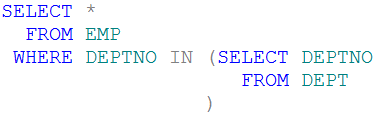 SELECT *
FROM EMP
WHERE DEPTNO IN (SELECT DEPTNO
FROM DEPT
)